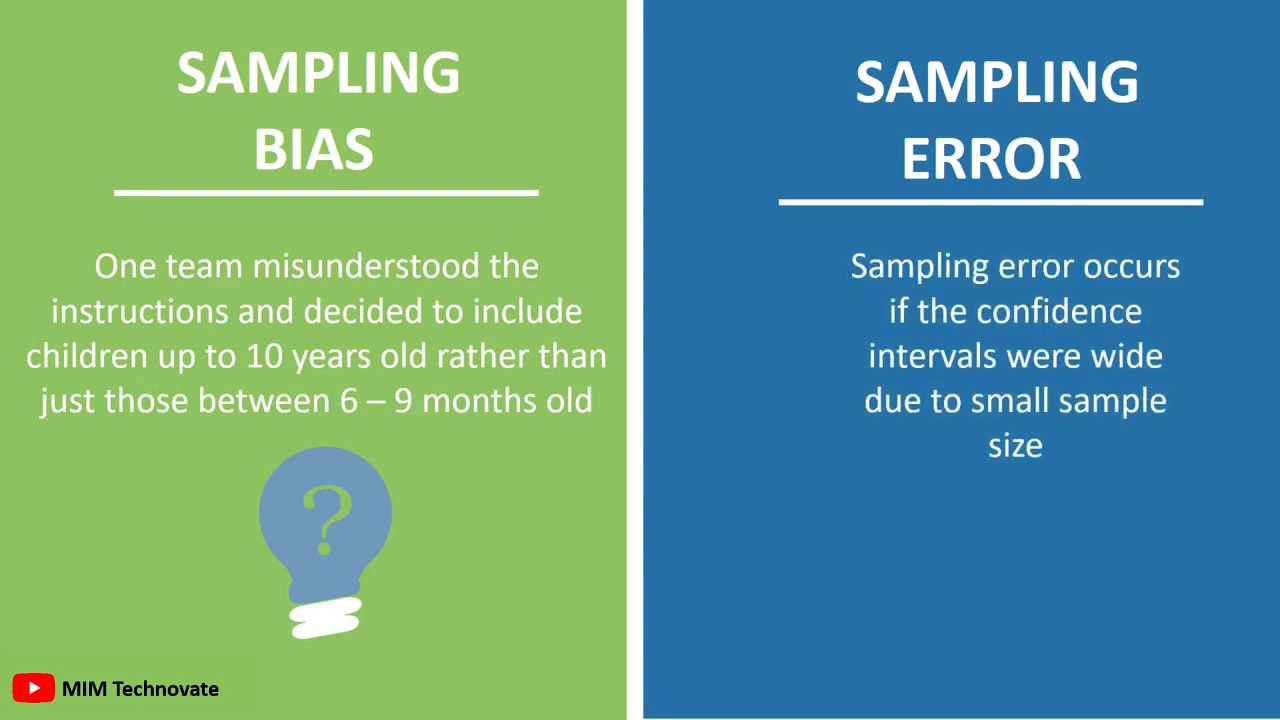 SAMPLING
BIAS
One team misunderstood the
instructions and decided to include
children up to 10 years old rather than
just those between 6 – 9 months old
?
MIM Technovate
SAMPLING
ERROR
Sampling error occurs
if the confidence
intervals were wide
due to small sample
size